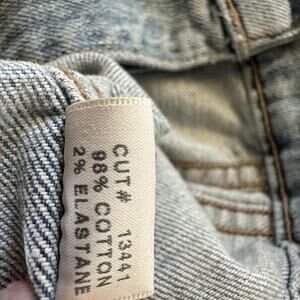 CUT# 13441
98% COTTON
2% ELASTANE